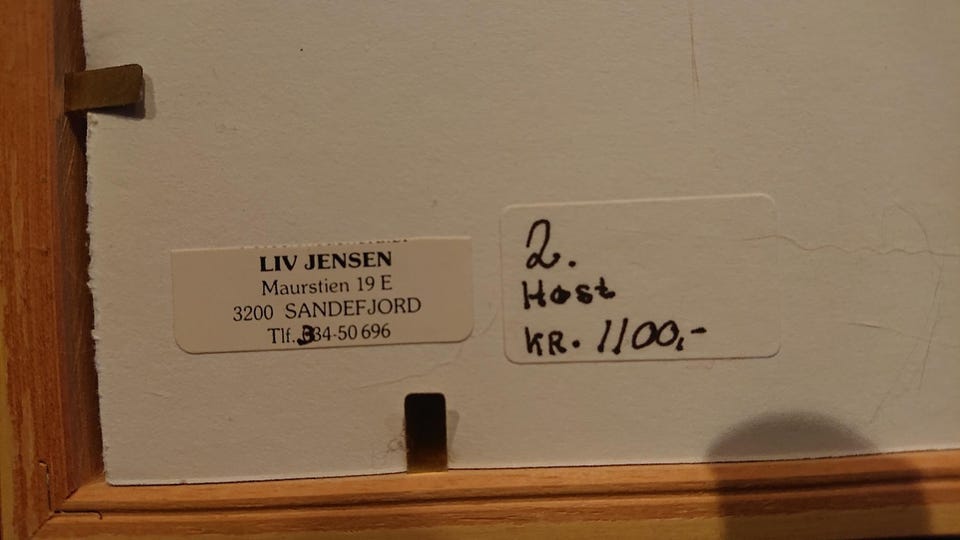 LIV JENSEN
Maurstien 19 E
3200 SANDEFJORD
Tlf. 334-50 696
2.
Høst
KR. 1100,-